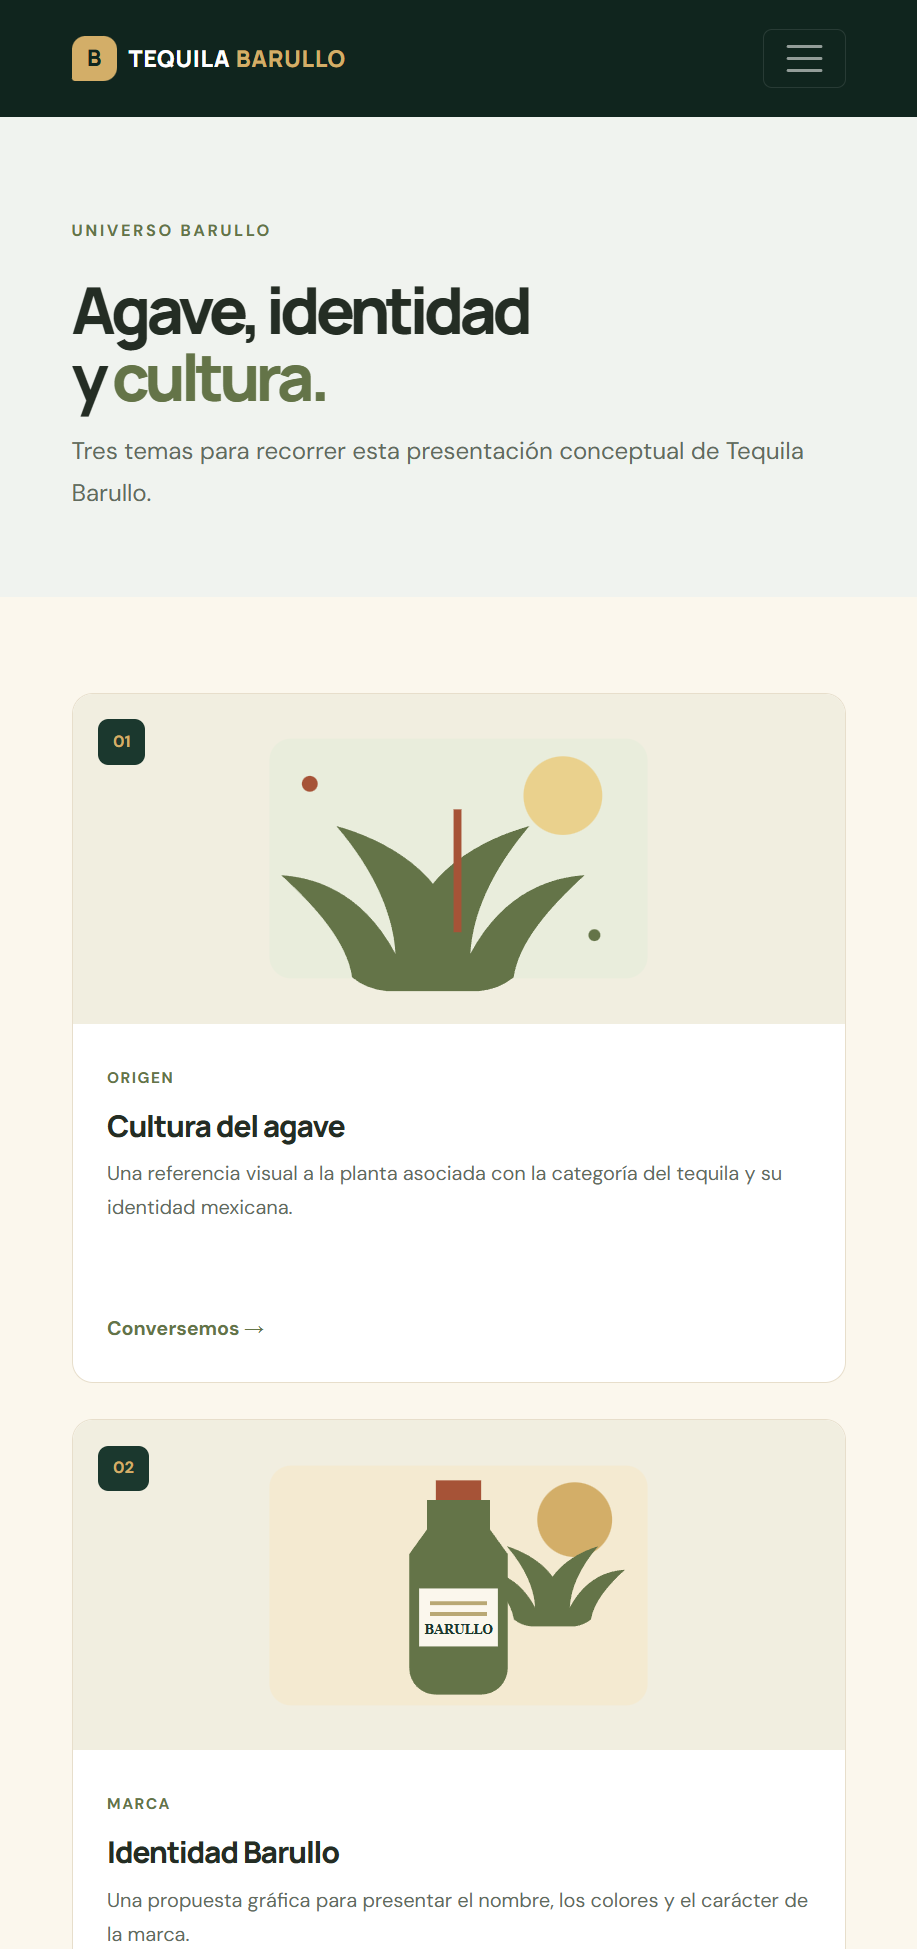 B TEQUILA BARULLO
UNIVERSO BARULLO
Agave, identidad
y cultura.
Tres temas para recorrer esta presentación conceptual de Tequila
Barullo.
01
ORIGEN
Cultura del agave
Una referencia visual a la planta asociada con la categoría del tequila y su
identidad mexicana.
Conversemos →
02
BARULLO
MARCA
Identidad Barullo
Una propuesta gráfica para presentar el nombre, los colores y el carácter de
la marca.